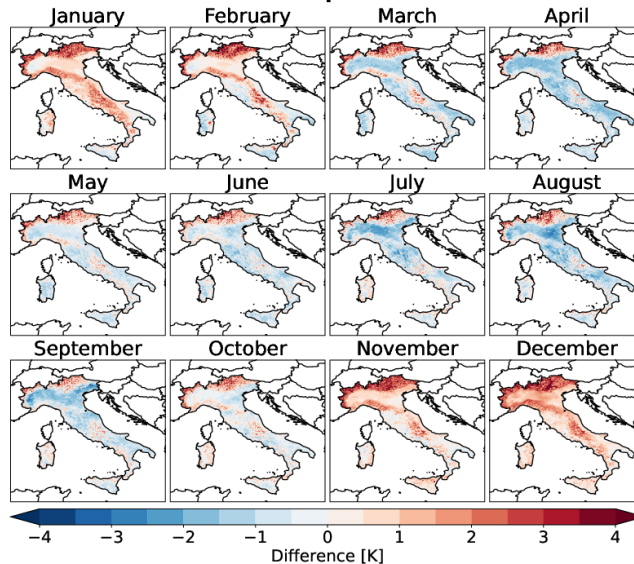 January February March April
May June July August
September October November December
−4 −3 −2 −1 0 1 2 3 4
Difference [K]